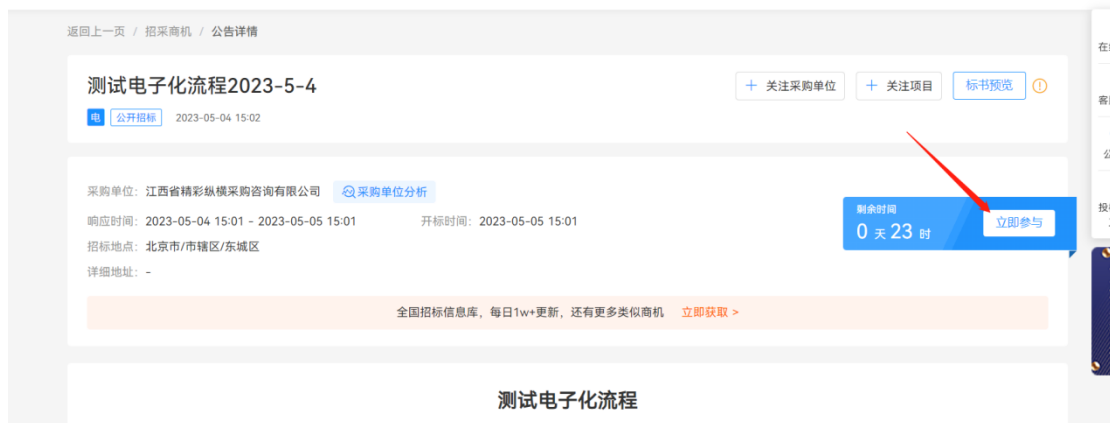 返回上一页 / 招采商机 / 公告详情
测试电子化流程2023-5-4
+ 关注采购单位
+ 关注项目
标书预览
电 公开招标 2023-05-04 15:02
采购单位: 江西省精彩纵横采购咨询有限公司 采购单位分析
响应时间: 2023-05-04 15:01 - 2023-05-05 15:01 开标时间: 2023-05-05 15:01
招标地点: 北京市/市辖区/东城区
详细地址: -
剩余时间
0 天 23 时
立即参与
全国招标信息库，每日1w+更新，还有更多类似商机 立即获取 >
测试电子化流程
在
客
公
投